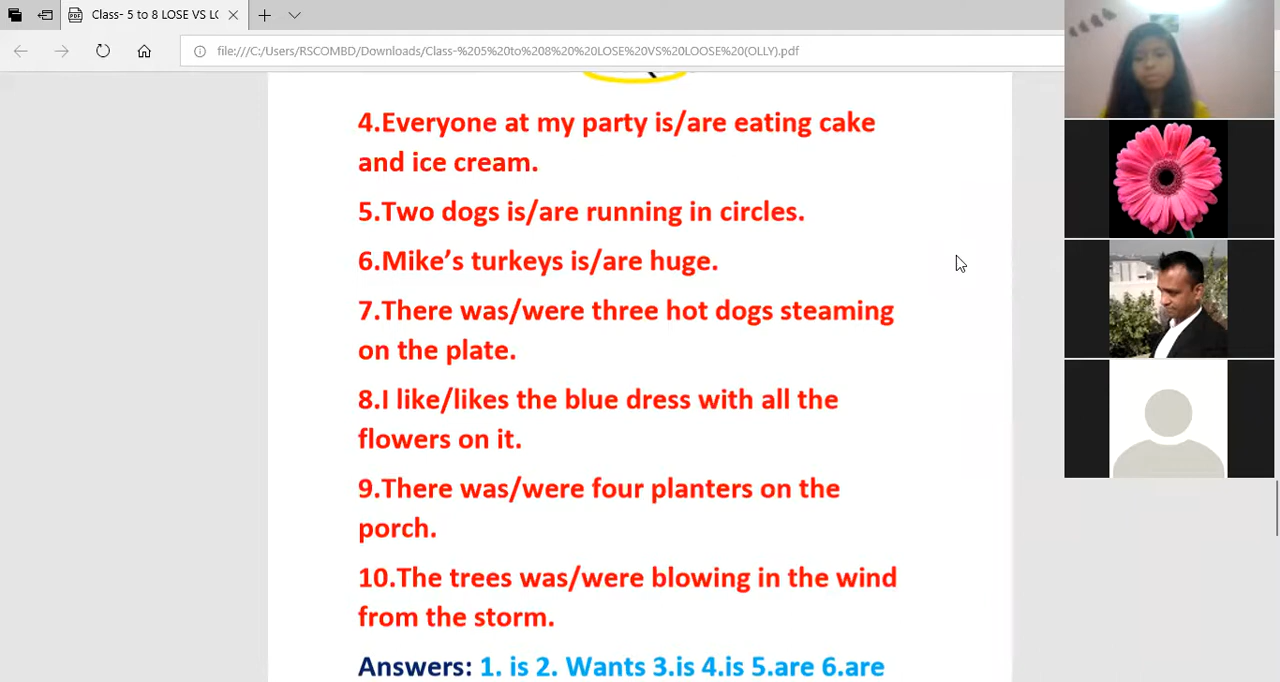 Class- 5 to 8 LOSE VS LO
file:///C:/Users/RSCOMBD/Downloads/Class-%205%20to%208%20%20LOSE%20VS%20LOOSE%20(OLLY).pdf
4.Everyone at my party is/are eating cake
and ice cream.
5.Two dogs is/are running in circles.
6.Mike's turkeys is/are huge.
7.There was/were three hot dogs steaming
on the plate.
8.I like/likes the blue dress with all the
flowers on it.
9.There was/were four planters on the
porch.
10.The trees was/were blowing in the wind
from the storm.
Answers: 1. is 2. Wants 3.is 4.is 5.are 6.are